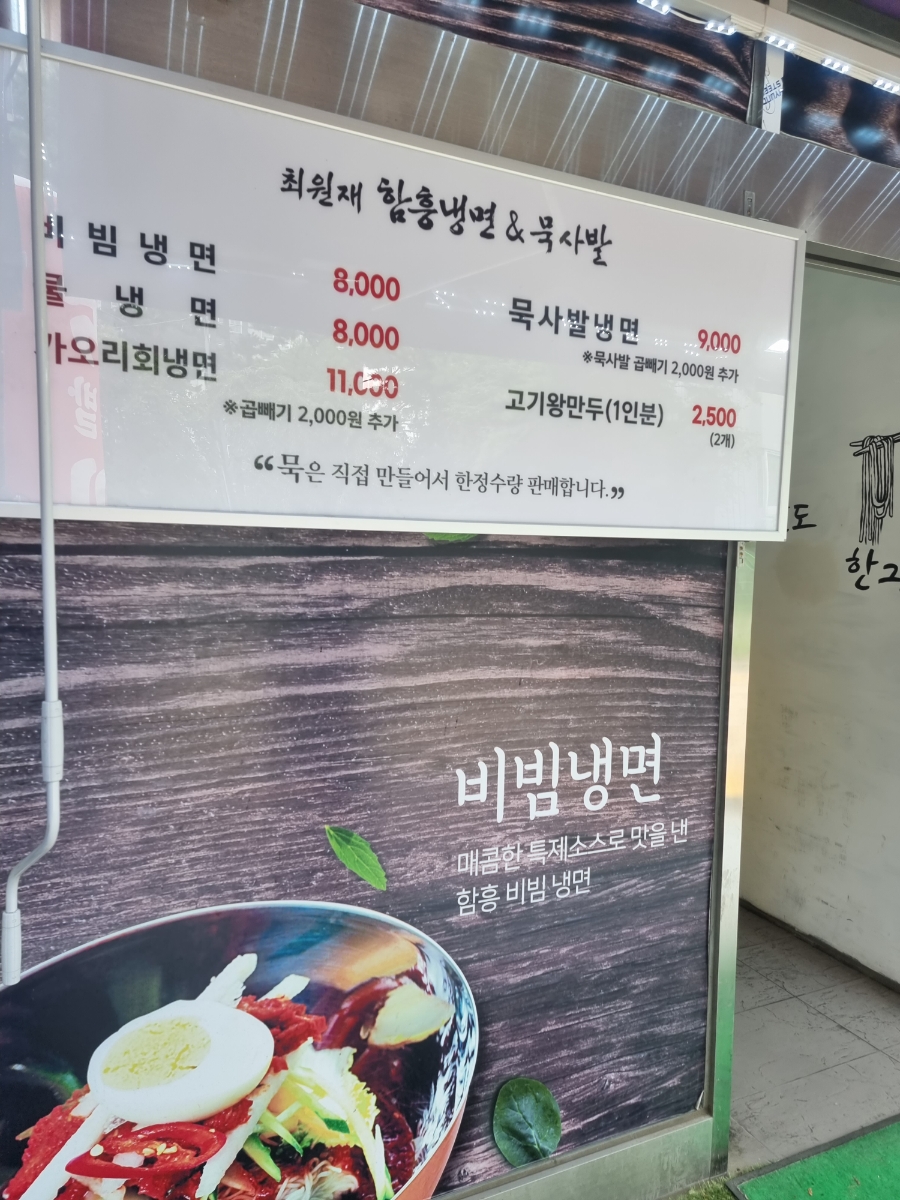 최원재 함흥냉면 & 묵사발
비빔냉면 8,000
물냉면 8,000
가오리회냉면 11,000
※곱빼기 2,000원 추가
묵사발냉면 9,000
※묵사발 곱빼기 2,000원 추가
고기왕만두(1인분) 2,500
(2개)
“묵은 직접 만들어서 한정수량 판매합니다.”
도
한그
비빔냉면
매콤한 특제소스로 맛을 낸
함흥 비빔 냉면